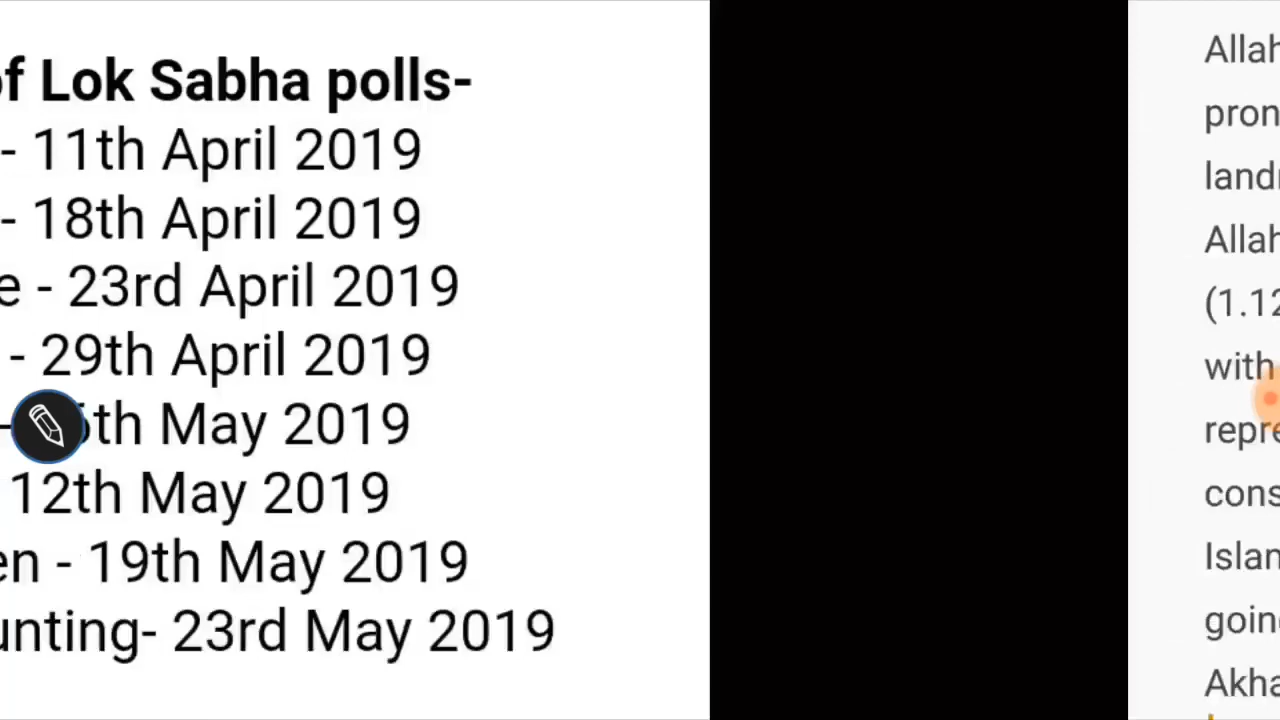 of Lok Sabha polls-
- 11th April 2019
- 18th April 2019
e - 23rd April 2019
- 29th April 2019
- th May 2019
12th May 2019
en - 19th May 2019
unting- 23rd May 2019
Allah
pron
land
Allah
(1.12
with
repre
cons
Islan
going
Akha